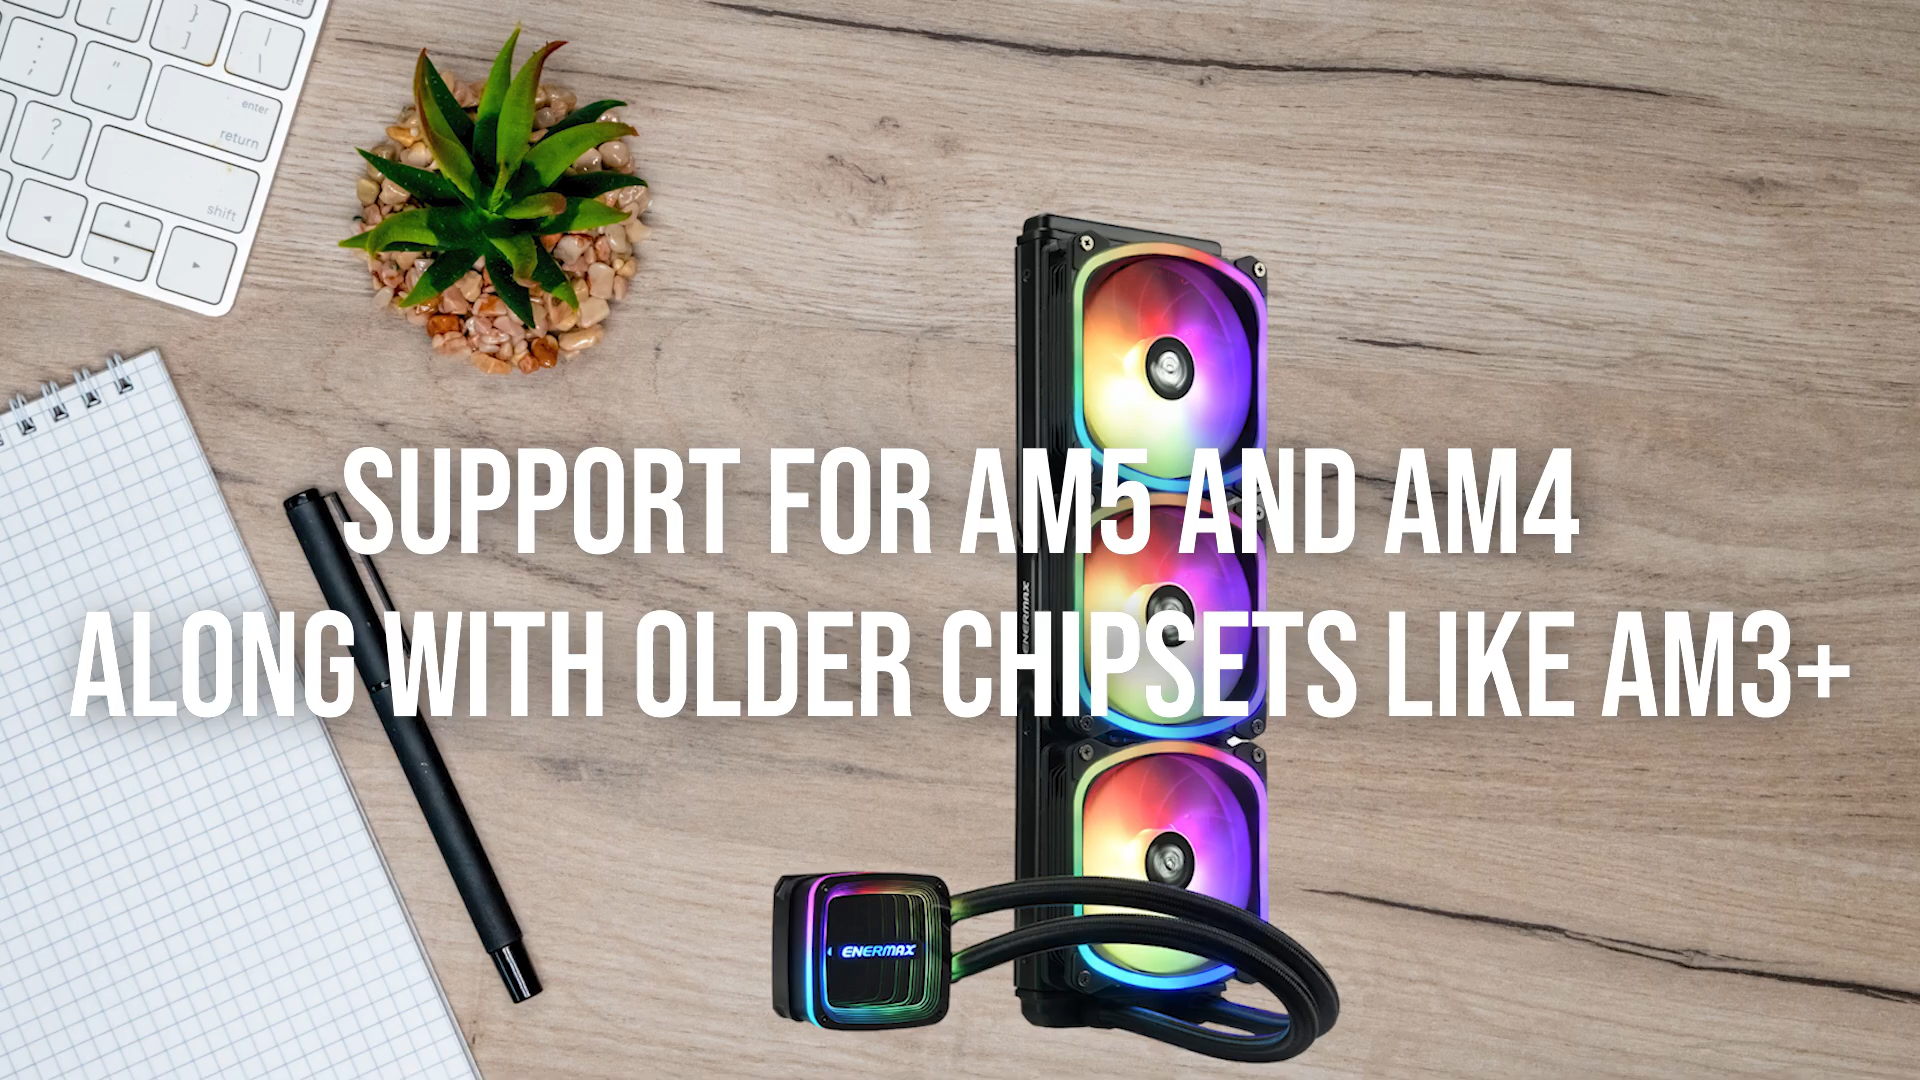 enter
return
shift
SUPPORT FOR AM5 AND AM4
ENERMAX
ALONG WITH OLDER CHIPSETS LIKE AM3+
ENERMAX